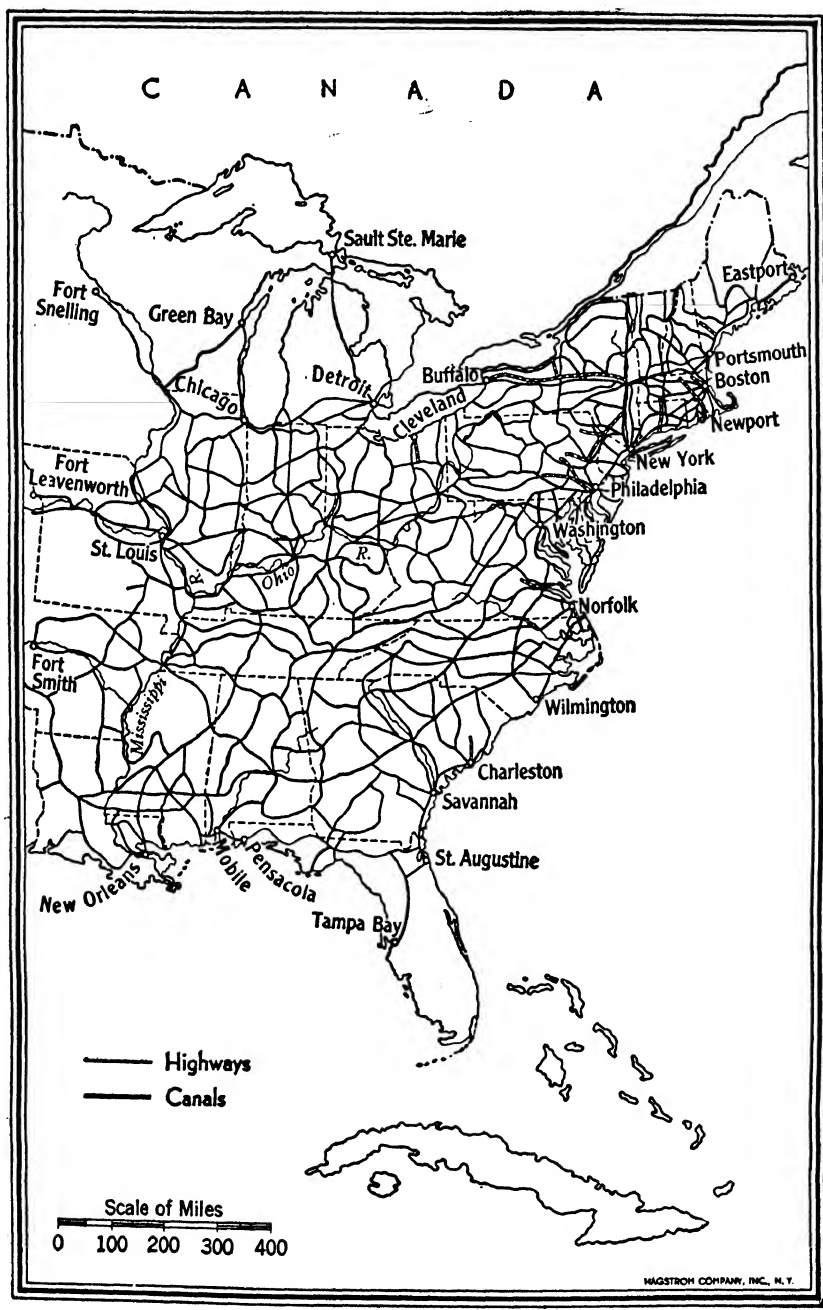 C A N A D A
Sault Ste. Marie
Eastport
Fort
Snelling
Green Bay
Portsmouth
Chicago
Detroit
Buffalo
Boston
Cleveland
Newport
New York
Fort
Leavenworth
Philadelphia
Washington
St. Louis
R.
Ohio
R.
Norfolk
Fort
Smith
Mississippi
Wilmington
Charleston
Savannah
St. Augustine
New Orleans
Mobile
Pensacola
Tampa Bay
Highways
Canals
Scale of Miles
0 100 200 300 400
HAGSTROM COMPANY, INC., N. Y.